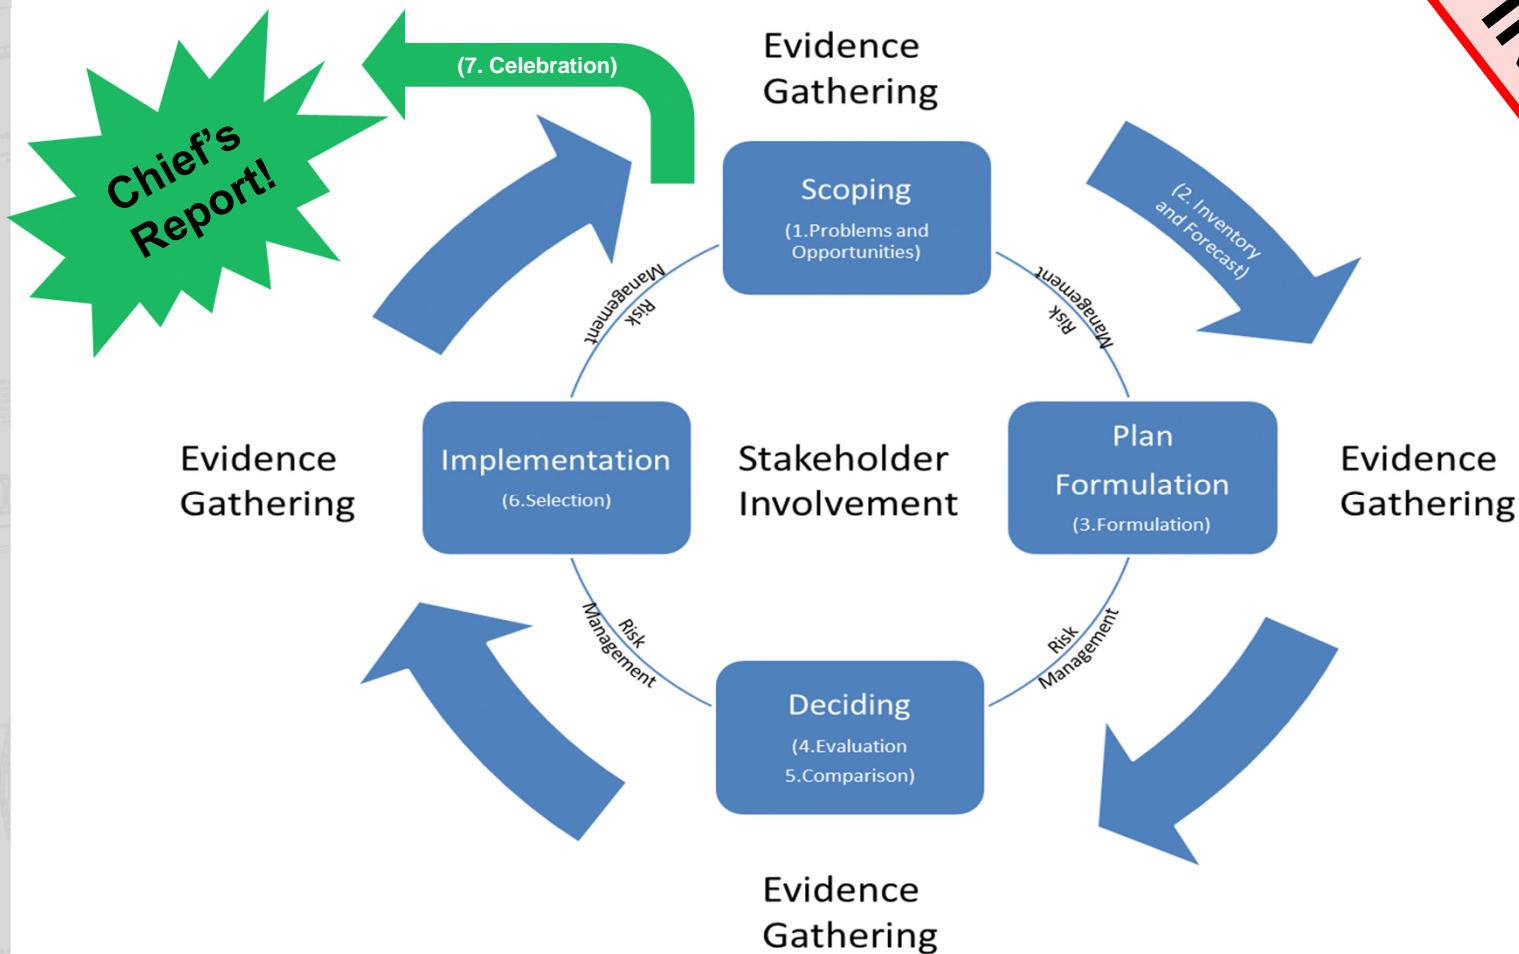 (7. Celebration)
Chief's
Report!
Evidence
Gathering
Scoping
(1.Problems and
Opportunities)
(2. Inventory
and Forecast)
Risk
Management
Risk
Management
Evidence
Gathering
Implementation
(6.Selection)
Stakeholder
Involvement
Plan
Formulation
(3.Formulation)
Evidence
Gathering
Risk
Management
Risk
Management
Deciding
(4.Evaluation
5.Comparison)
Evidence
Gathering